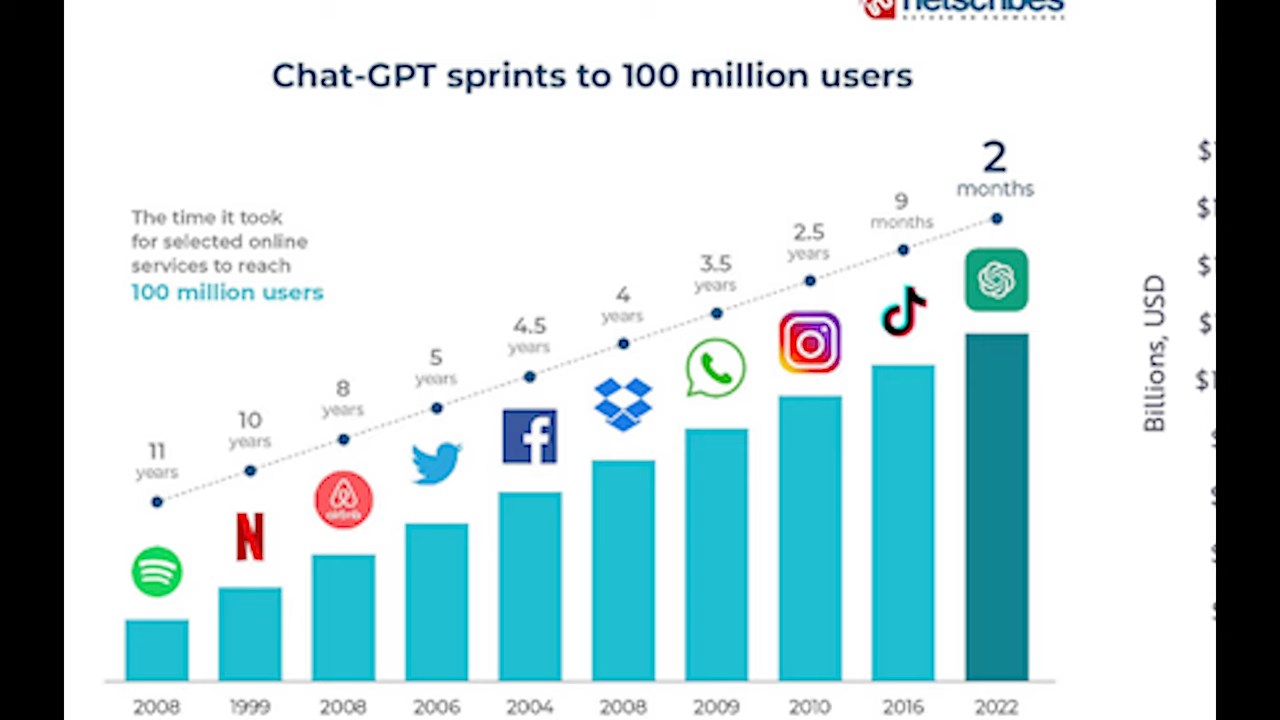 netscribes
Chat-GPT sprints to 100 million users
The time it took
for selected online
services to reach
100 million users
11
years
10
years
8
years
5
years
4.5
years
4
years
3.5
years
2.5
years
9
months
2
months
airbnb
2008
1999
2008
2006
2004
2008
2009
2010
2016
2022
Billions, USD